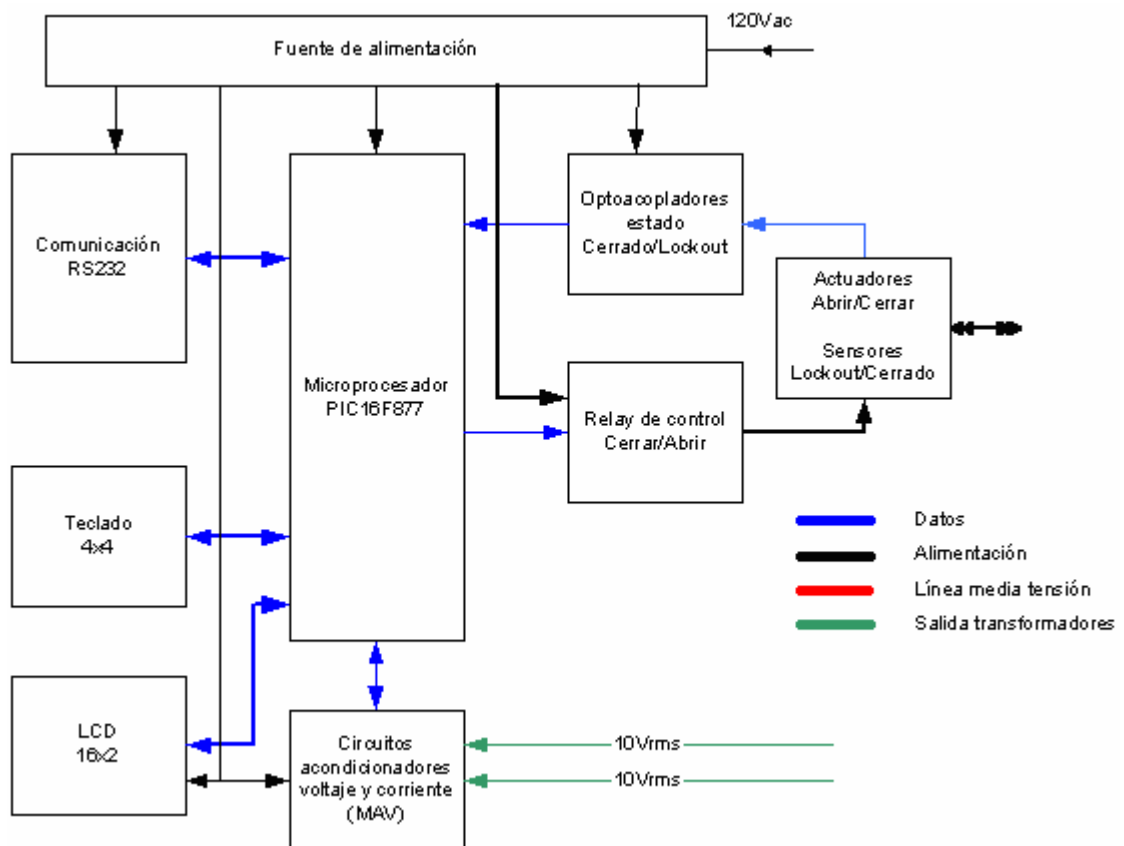 120Vac
Fuente de alimentación
Comunicación
RS232
Microprocesador
PIC16F877
Optoacopladores
estado
Cerrado/Lockout
Actuadores
Abrir/Cerrar
Sensores
Lockout/Cerrado
Relay de control
Cerrar/Abrir
Teclado
4x4
Datos
Alimentación
Línea media tensión
Salida transformadores
LCD
16x2
Circuitos
acondicionadores
voltaje y corriente
(MAV)
10Vrms
10Vrms